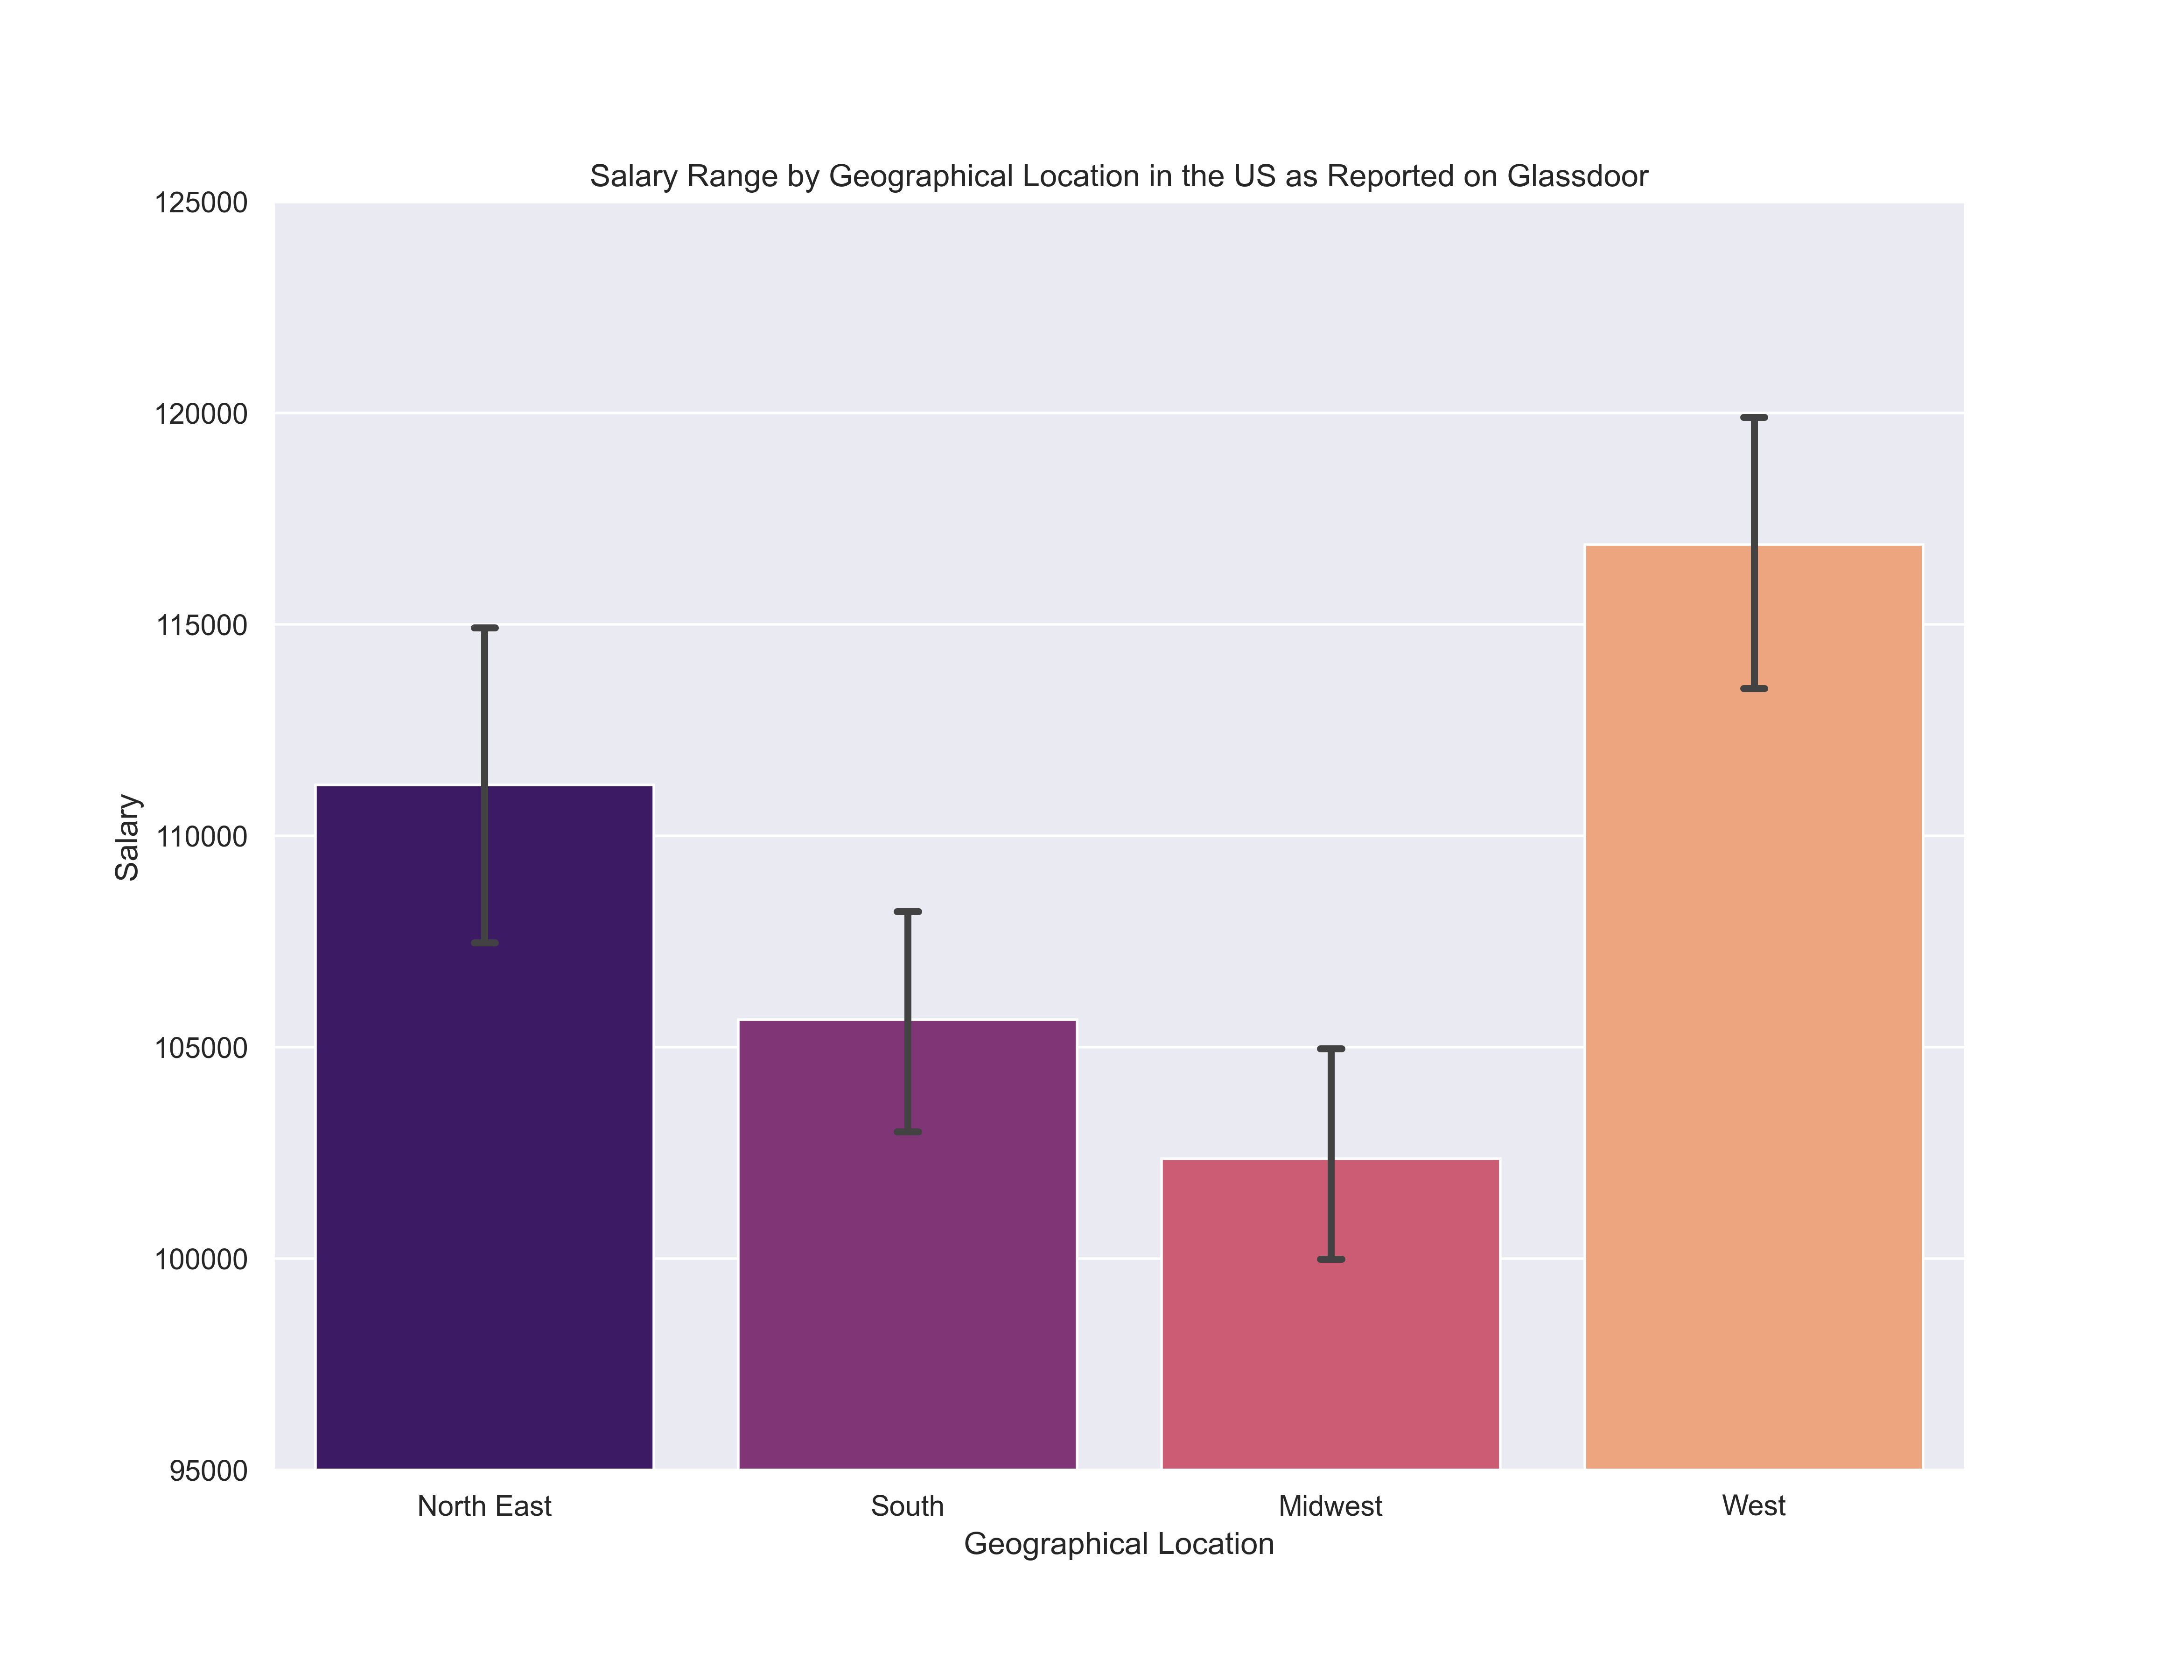 Salary Range by Geographical Location in the US as Reported on Glassdoor
125000
120000
115000
110000
105000
100000
95000
Salary
North East
South
Midwest
West
Geographical Location